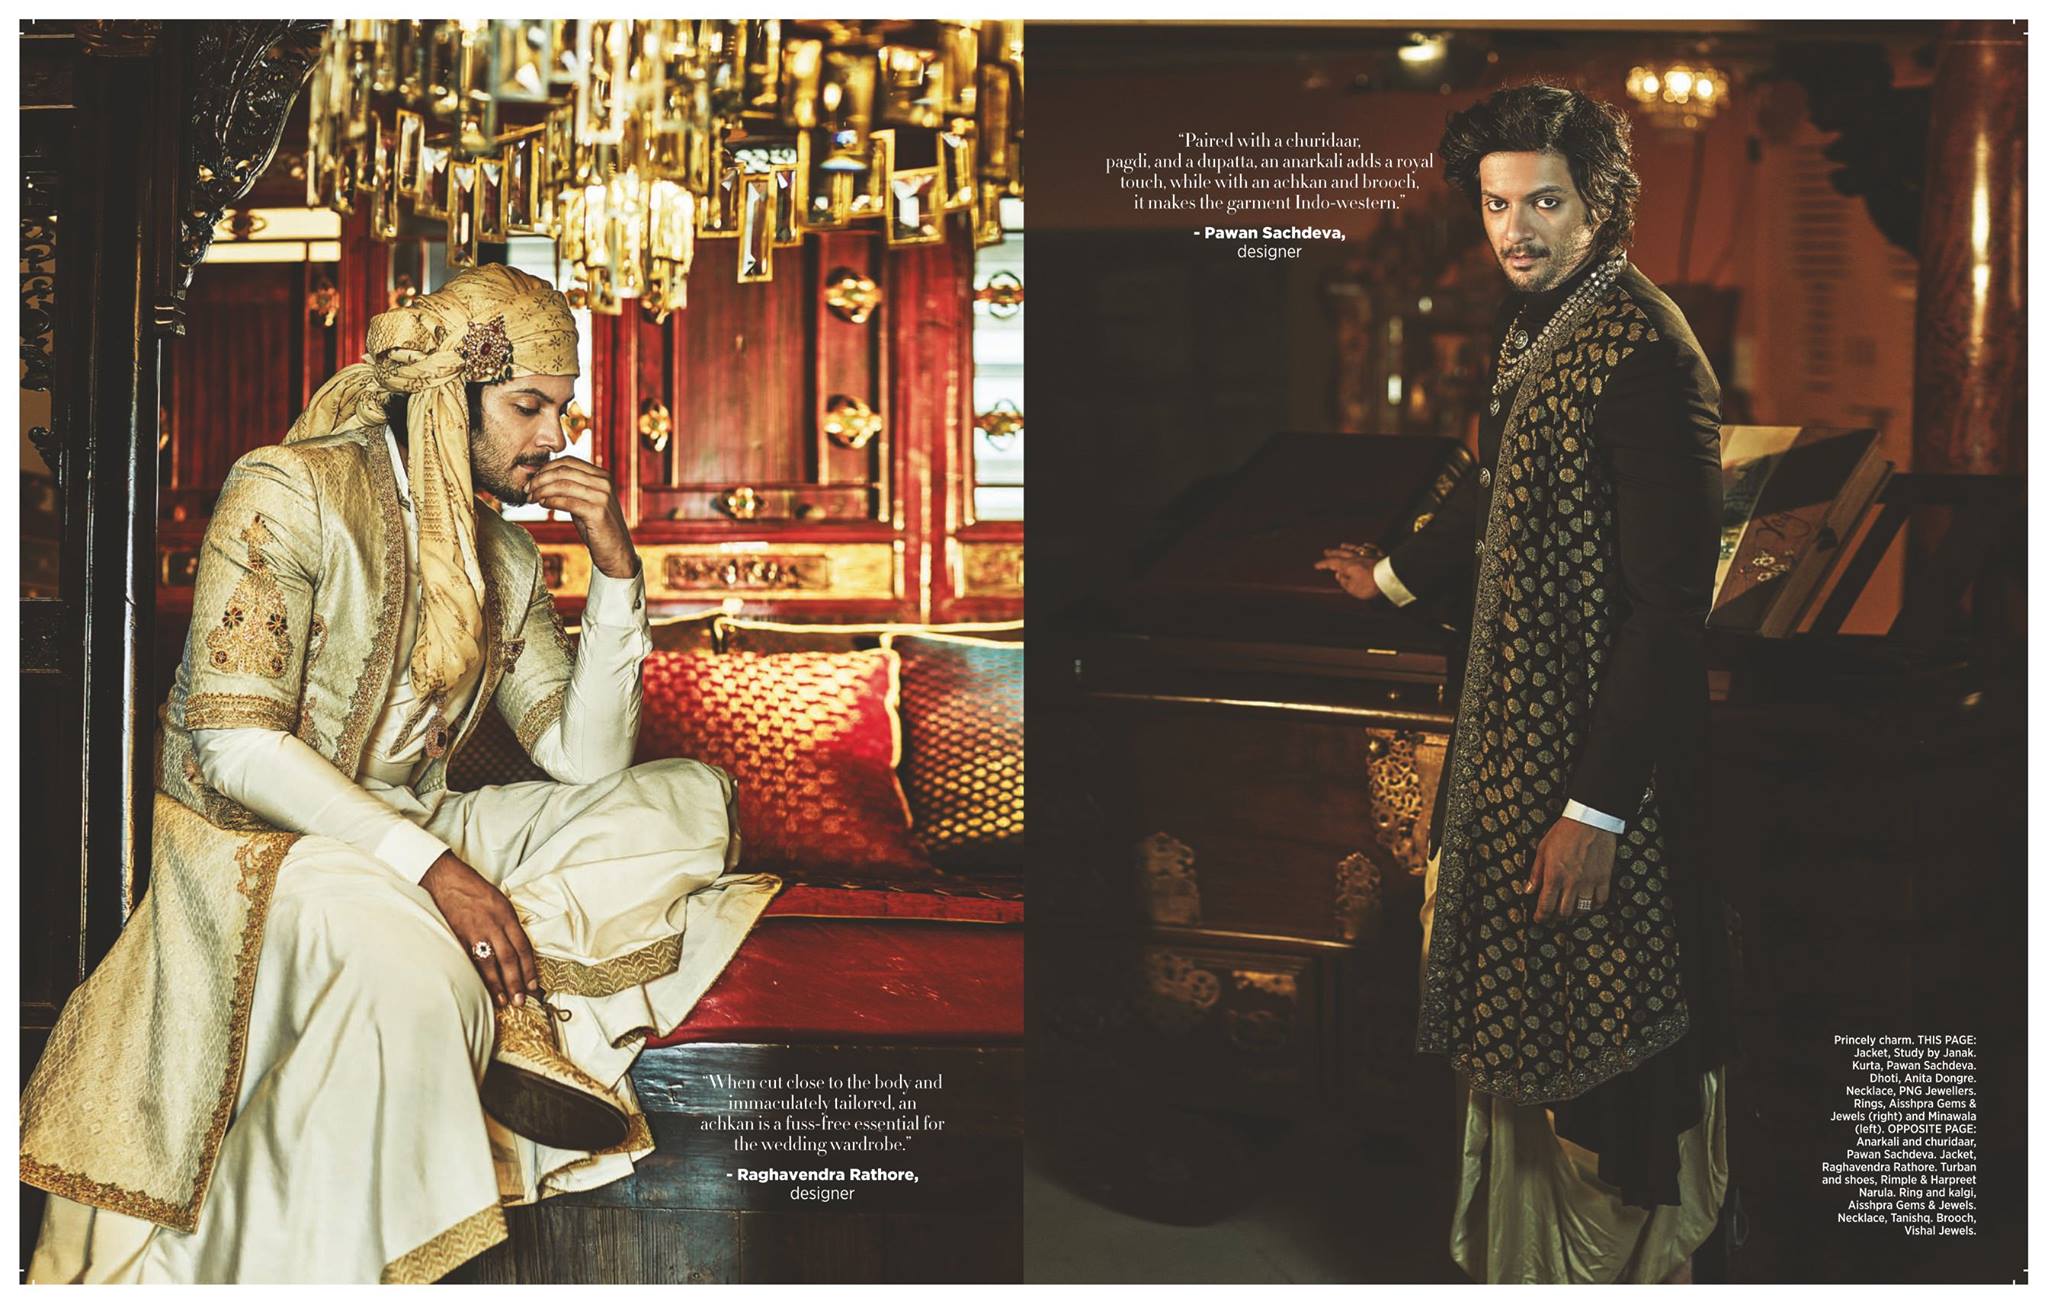 “When cut close to the body and
immaculately tailored, an
achkan is a fuss-free essential for
the wedding wardrobe.”
- Raghavendra Rathore,
designer
“Paired with a churidaar,
pagdi, and a dupatta, an anarkali adds a royal
touch, while with an achkan and brooch,
it makes the garment Indo-western.”
- Pawan Sachdeva,
designer
Princely charm. THIS PAGE:
Jacket, Study by Janak.
Kurta, Pawan Sachdeva.
Dhoti, Anita Dongre.
Necklace, PNG Jewellers.
Rings, Aisshpra Gems &
Jewels (right) and Minawala
(left). OPPOSITE PAGE:
Anarkali and churidaar,
Pawan Sachdeva. Jacket,
Raghavendra Rathore. Turban
and shoes, Rimple & Harpreet
Narula. Ring and kalgi,
Aisshpra Gems & Jewels.
Necklace, Tanishq. Brooch,
Vishal Jewels.